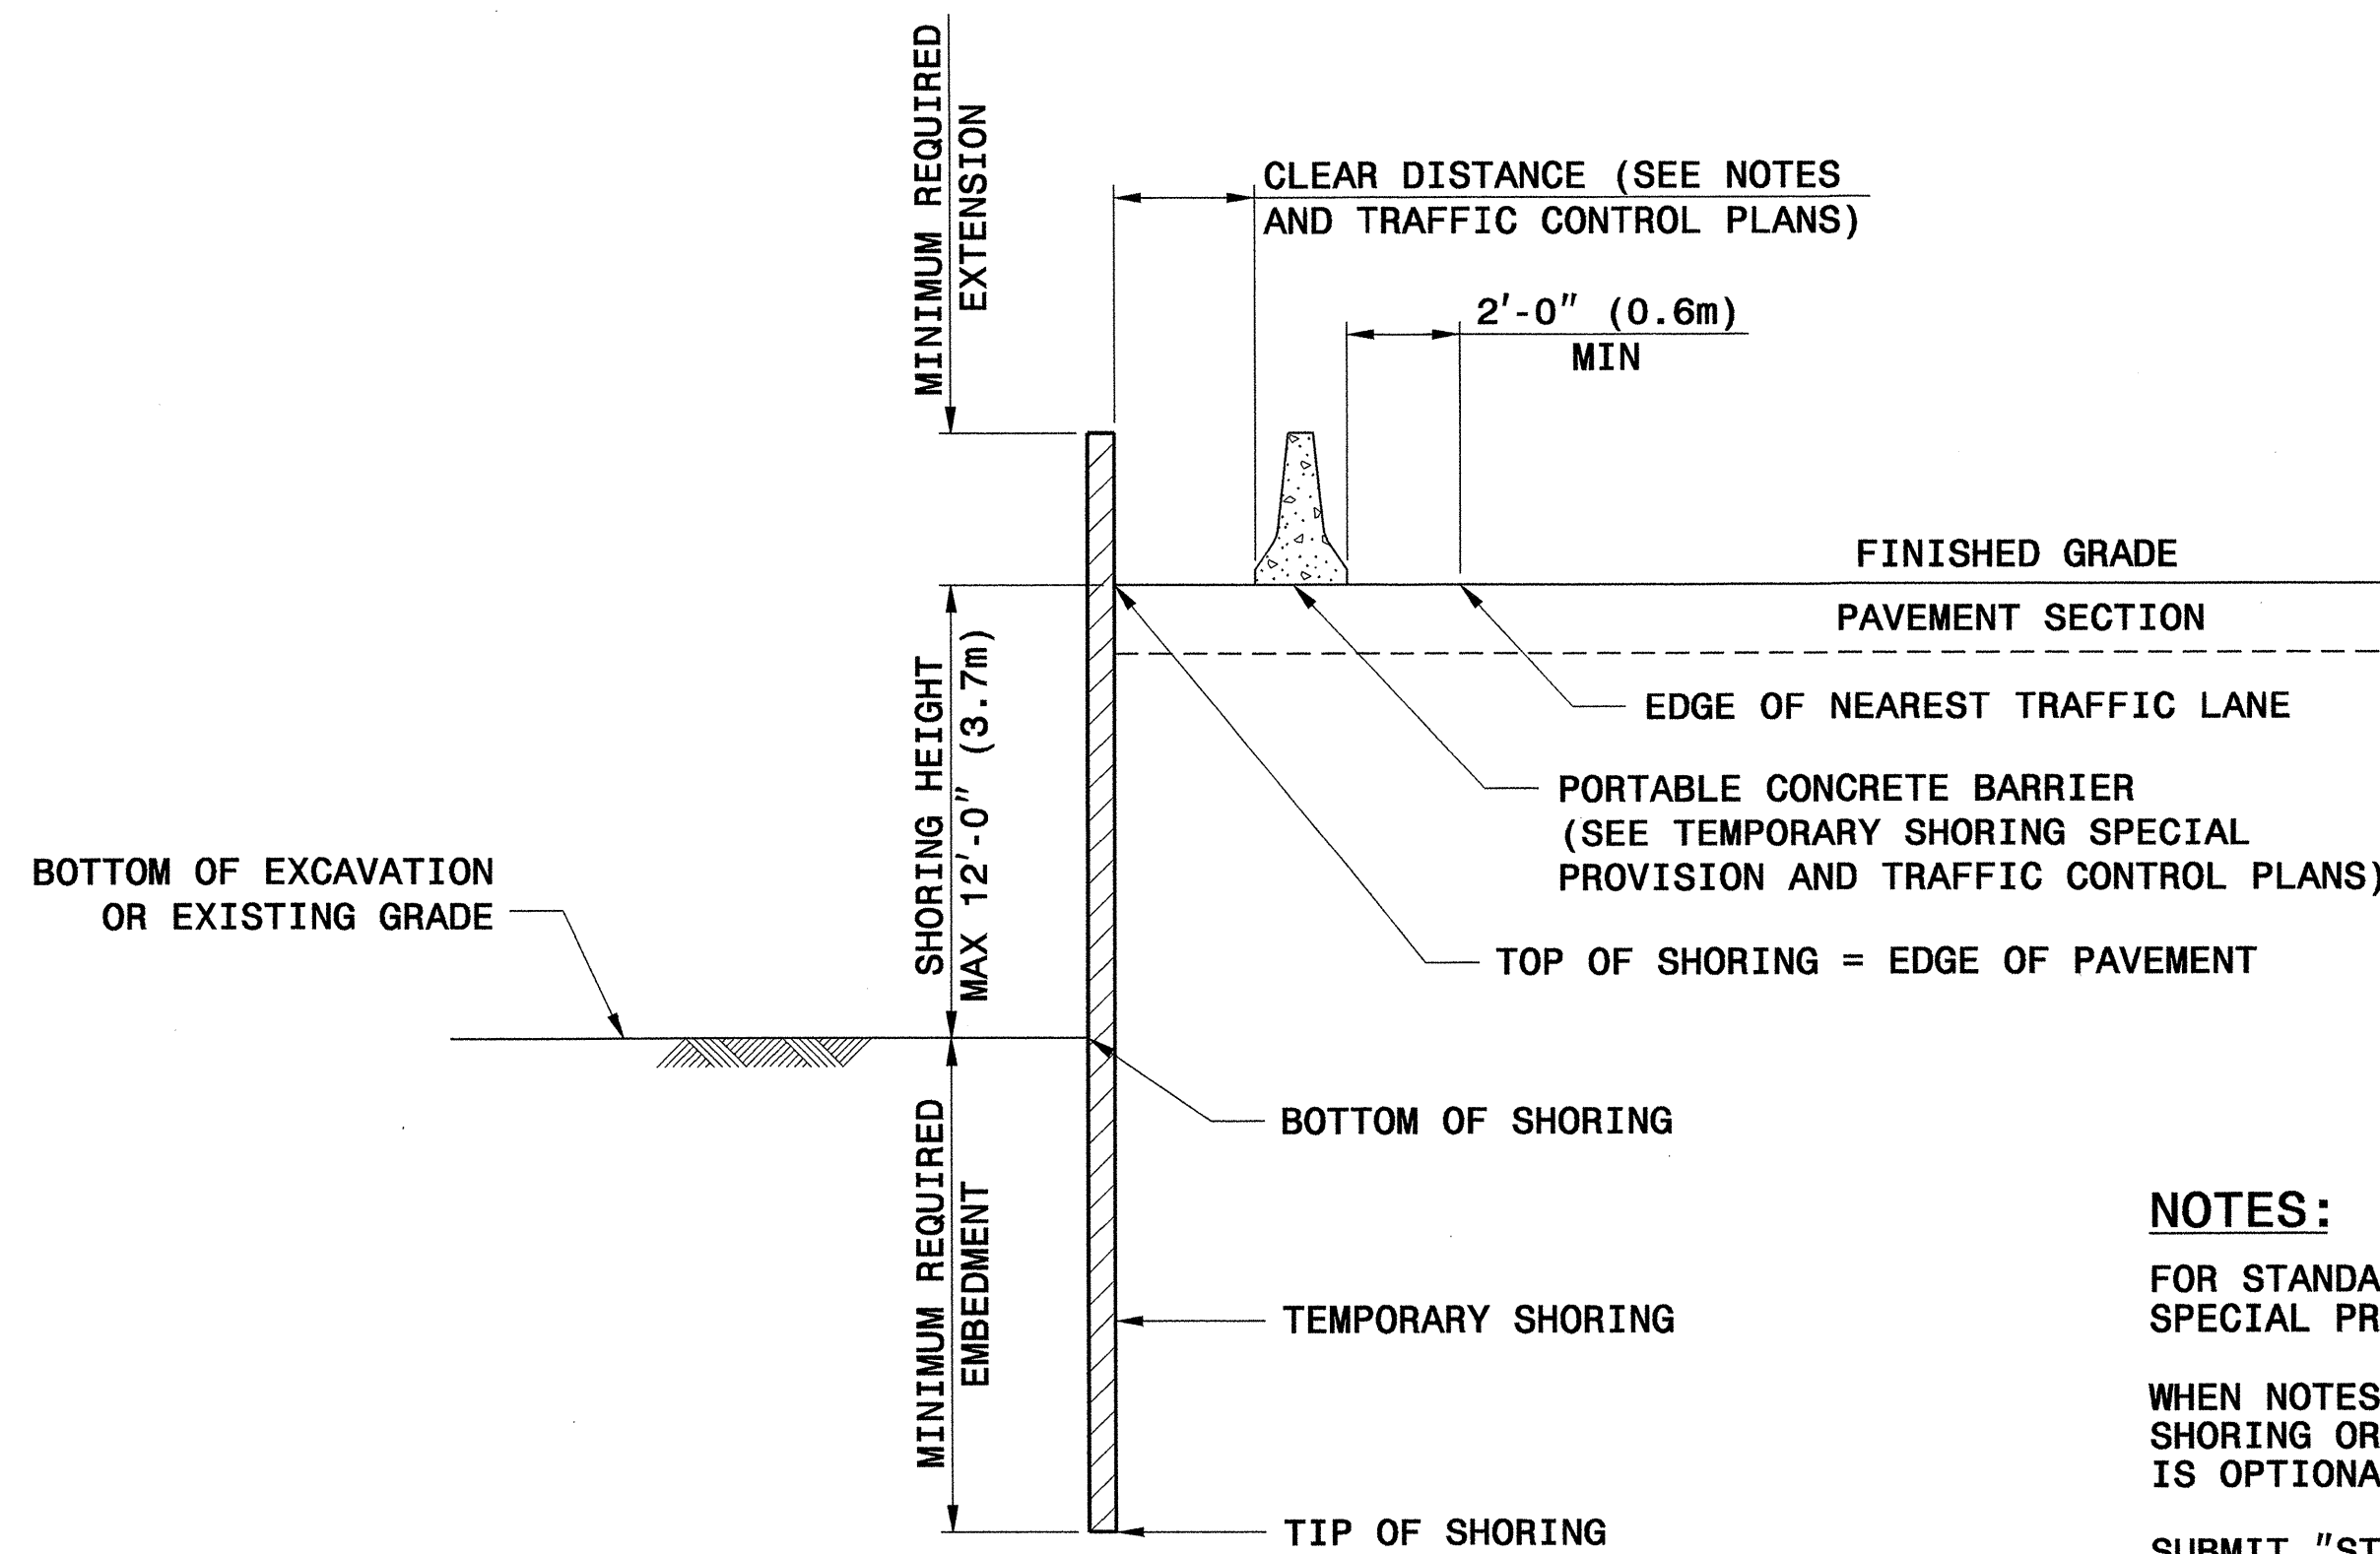 MINIMUM REQUIRED
EXTENSION
CLEAR DISTANCE (SEE NOTES
AND TRAFFIC CONTROL PLANS)
2'-0" (0.6m)
MIN
FINISHED GRADE
PAVEMENT SECTION
EDGE OF NEAREST TRAFFIC LANE
PORTABLE CONCRETE BARRIER
(SEE TEMPORARY SHORING SPECIAL
PROVISION AND TRAFFIC CONTROL PLANS)
SHORING HEIGHT
MAX 12'-0" (3.7m)
BOTTOM OF EXCAVATION
OR EXISTING GRADE
TOP OF SHORING = EDGE OF PAVEMENT
BOTTOM OF SHORING
MINIMUM REQUIRED
EMBEDMENT
TEMPORARY SHORING
TIP OF SHORING
NOTES:
FOR STANDA
SPECIAL PR
WHEN NOTES
SHORING OR
IS OPTIONA
SUBMIT "ST